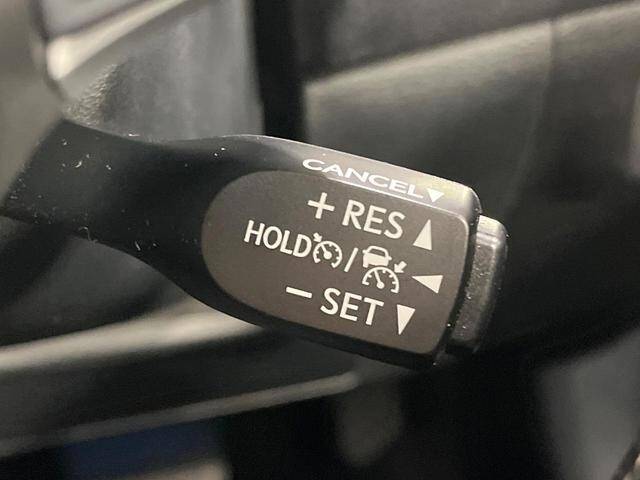 CANCEL▼
+ RES ▲
HOLD / ◀
− SET ▼